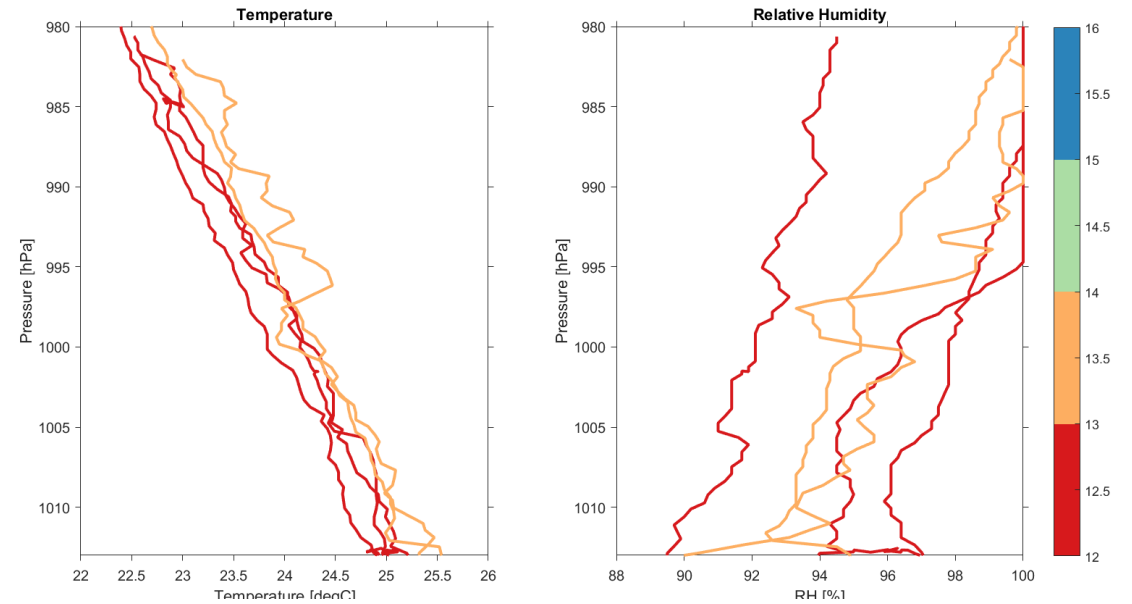 Temperature
980
985
990
995
1000
1005
1010
22 22.5 23 23.5 24 24.5 25 25.5 26
Pressure [hPa]
Temperature [degC]
Relative Humidity
980
985
990
995
1000
1005
1010
88 90 92 94 96 98 100
Pressure [hPa]
RH [%]
16
15.5
15
14.5
14
13.5
13
12.5
12